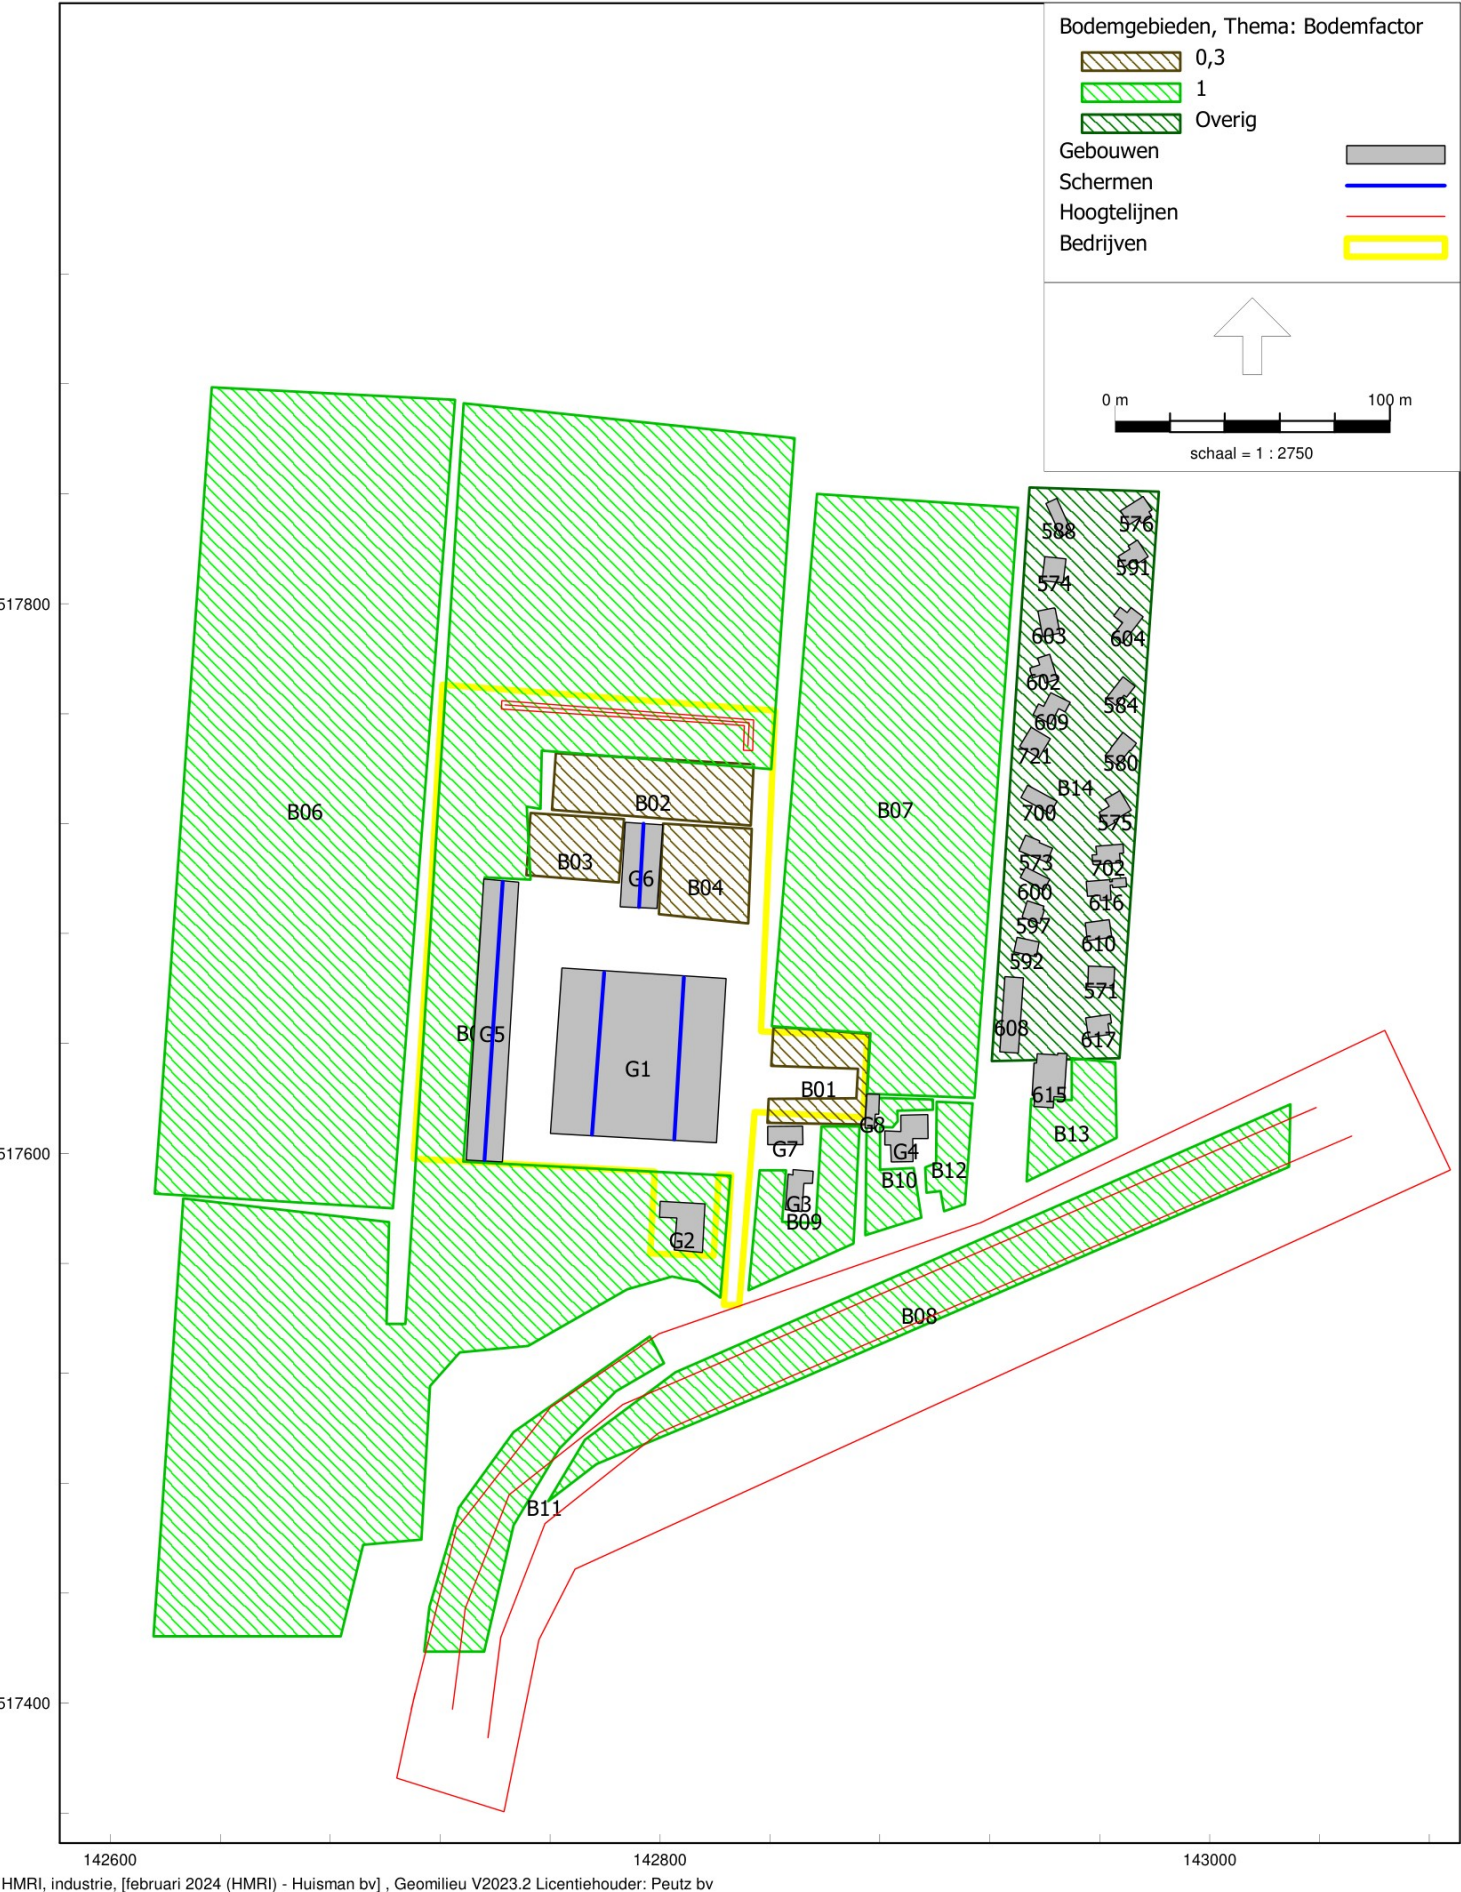 Bodemgebieden, Thema: Bodemfactor
0,3
1
Overig
Gebouwen
Schermen
Hoogtelijnen
Bedrijven
0 m 100 m
schaal = 1 : 2750
588
576
591
574
517800
603
604
602
584
609
721
580
B14
B06
B02
B07
700
575
573
B03
702
G6
B04
600
616
597
610
592
571
608
G5
617
G1
B01
615
G8
B13
517600
G7
G4
B12
B10
G3
B09
G2
B08
B11
517400
142600 142800 143000
HMRI, industrie, [februari 2024 (HMRI) - Huisman bv] , Geomilieu V2023.2 Licentiehouder: Peutz bv